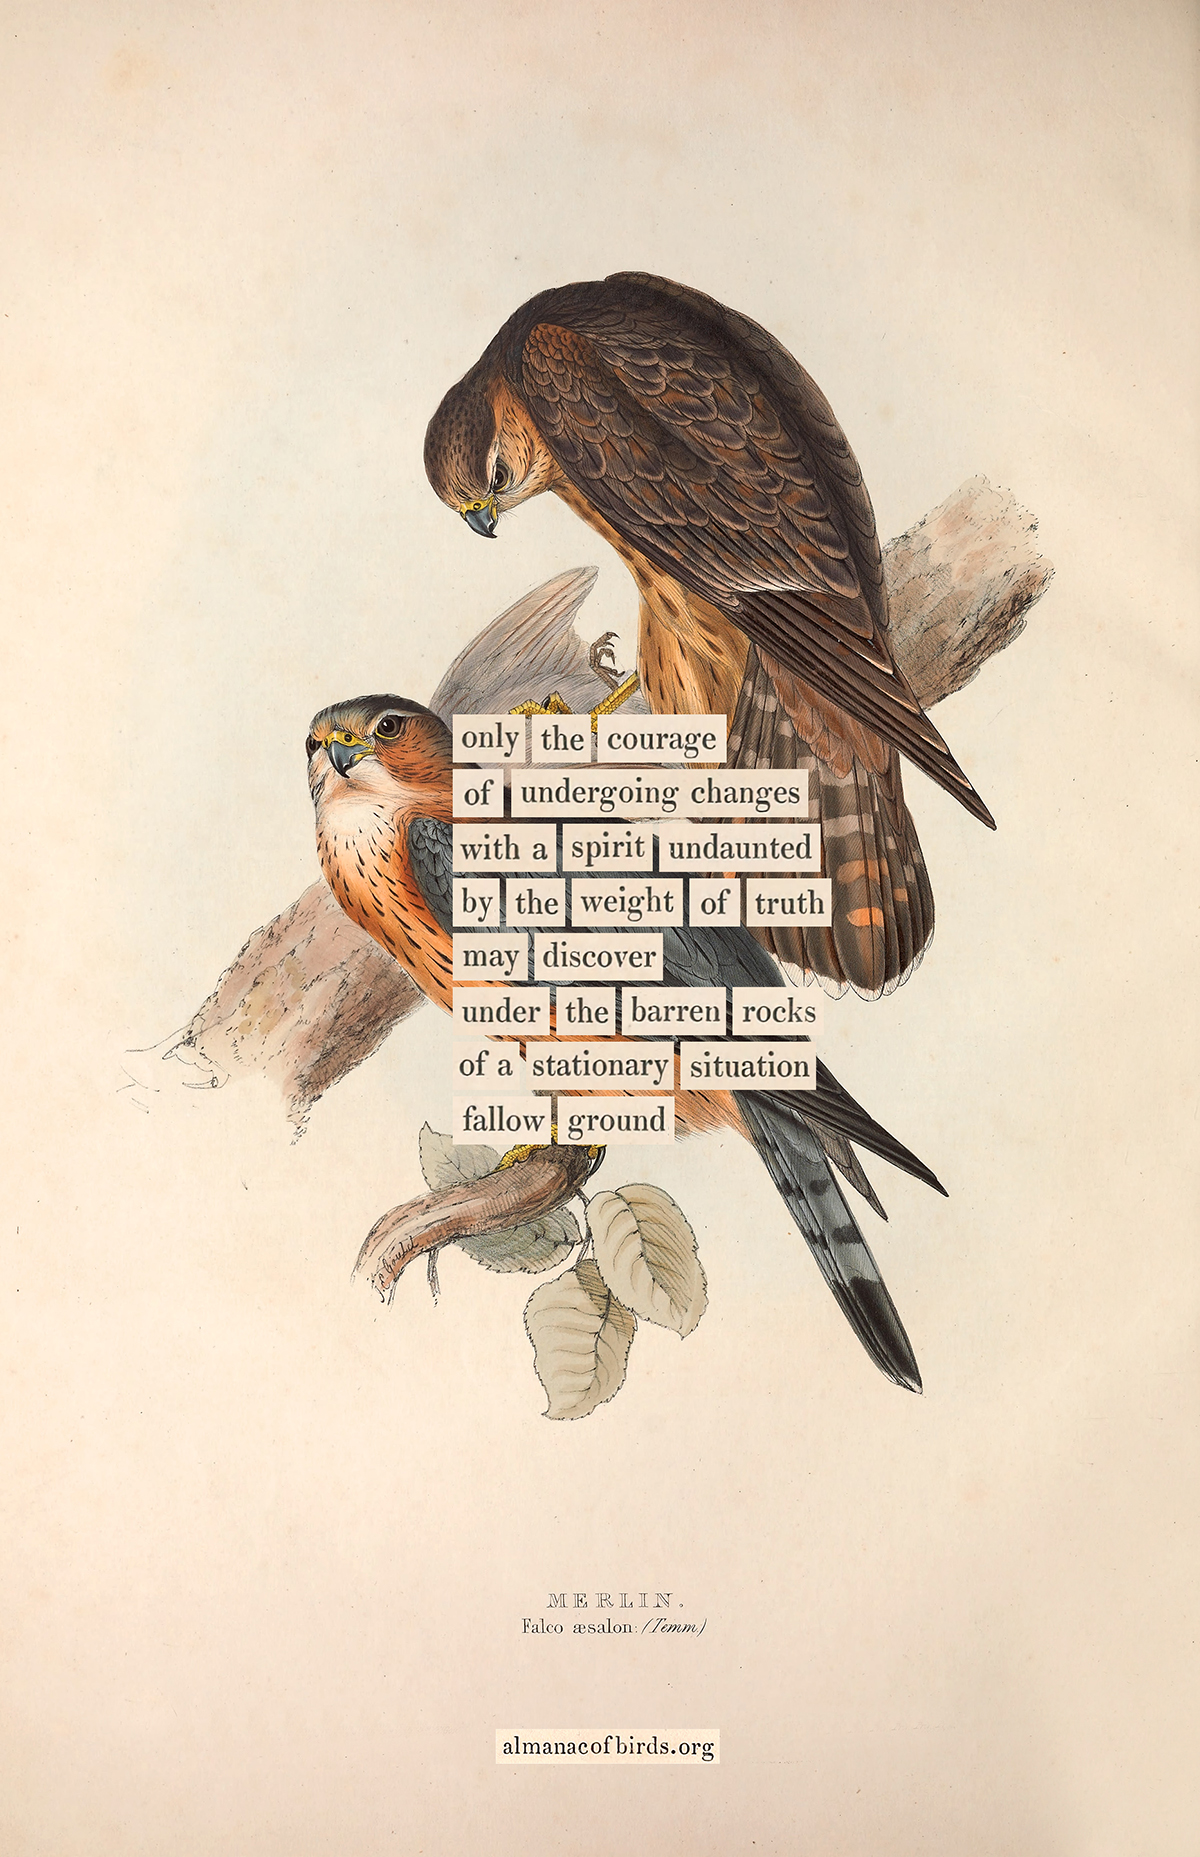 only the courage
of undergoing changes
with a spirit undaunted
by the weight of truth
may discover
under the barren rocks
of a stationary situation
fallow ground
MERLIN.
Falco æsalon: (Temm)
almanacofbirds.org